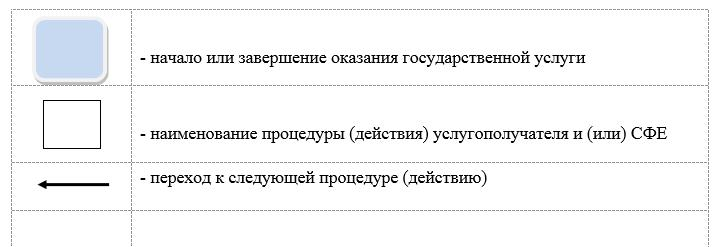 - начало или завершение оказания государственной услуги
- наименование процедуры (действия) услугополучателя и (или) СФЕ
- переход к следующей процедуре (действию)